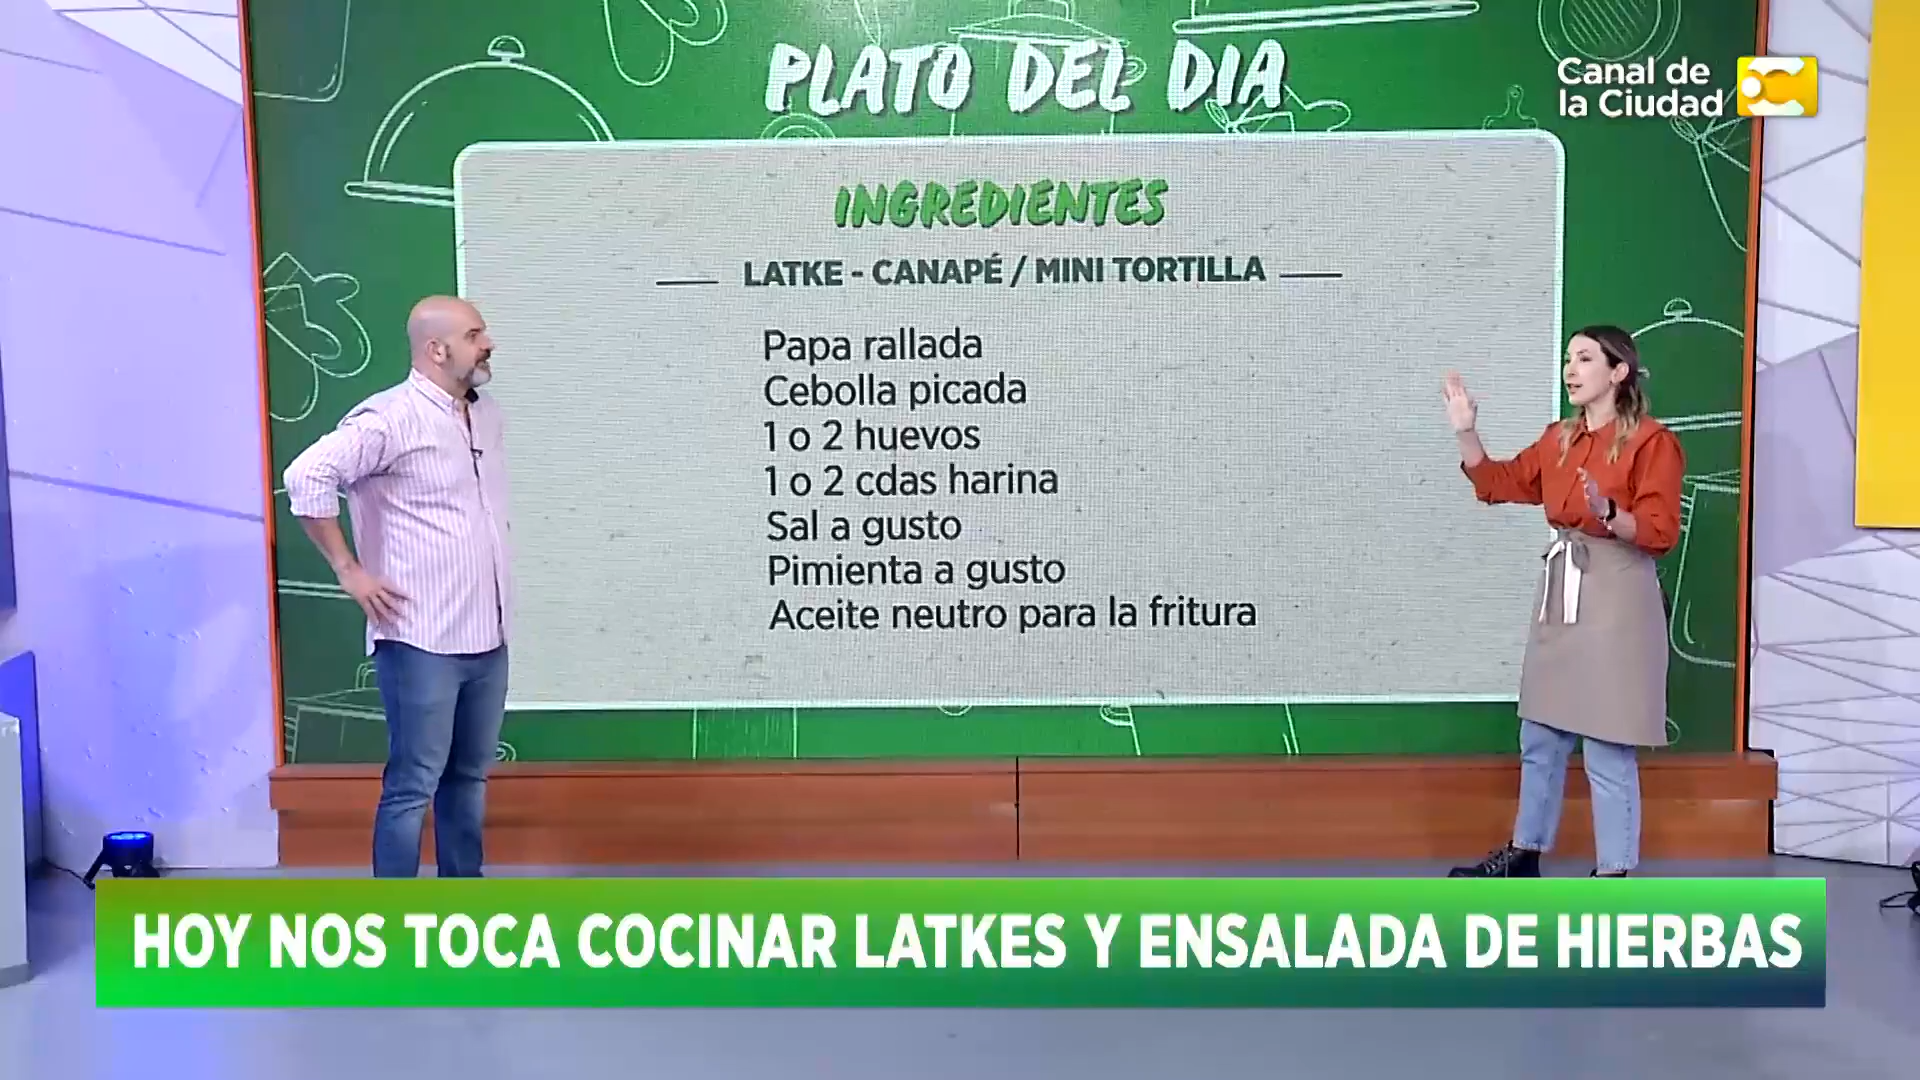 PLATO DEL DIA
Canal de
la Ciudad
INGREDIENTES
LATKE - CANAPÉ / MINI TORTILLA
Papa rallada
Cebolla picada
1 o 2 huevos
1 o 2 cdas harina
Sal a gusto
Pimienta a gusto
Aceite neutro para la fritura
HOY NOS TOCA COCINAR LATKES Y ENSALADA DE HIERBAS